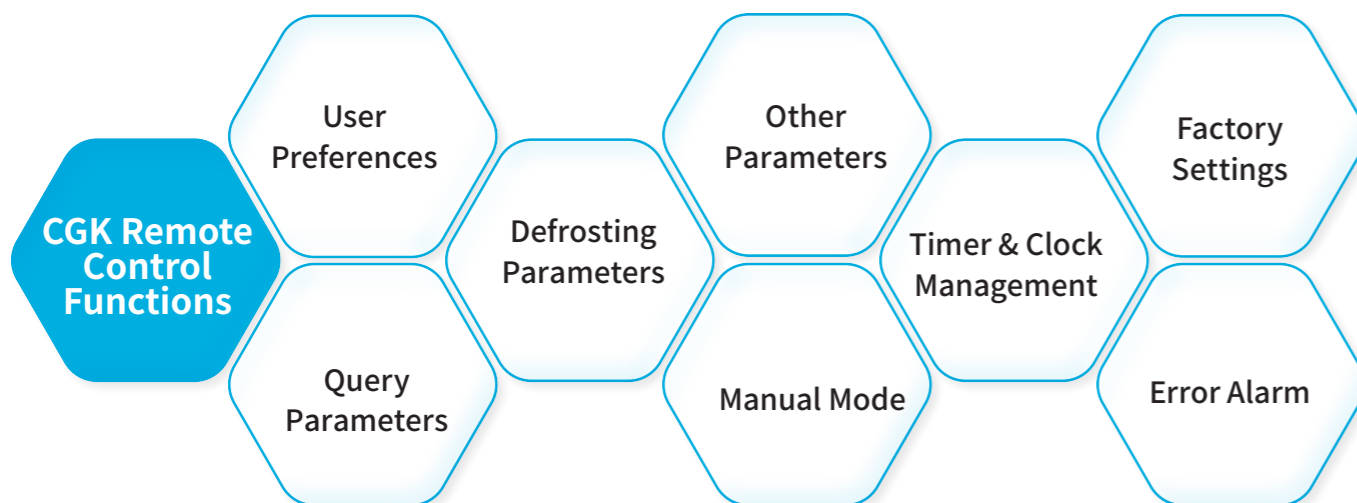 CGK Remote
Control
Functions
User
Preferences
Query
Parameters
Defrosting
Parameters
Other
Parameters
Manual Mode
Timer & Clock
Management
Factory
Settings
Error Alarm